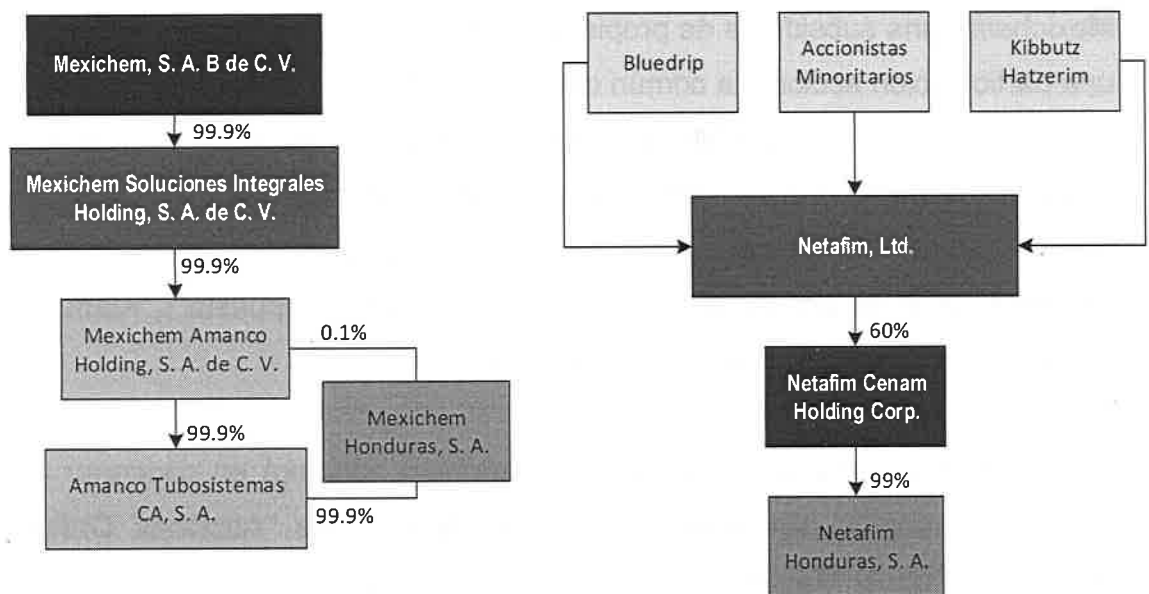 Mexichem, S. A. B de C. V.
99.9%
Mexichem Soluciones Integrales
Holding, S. A. de C. V.
99.9%
Mexichem Amanco
Holding, S. A. de C. V.
0.1%
Mexichem
Honduras, S. A.
99.9%
Amanco Tubosistemas
CA, S. A.
99.9%
Bluedrip
Accionistas
Minoritarios
Kibbutz
Hatzerim
Netafim, Ltd.
60%
Netafim Cenam
Holding Corp.
99%
Netafim
Honduras, S. A.